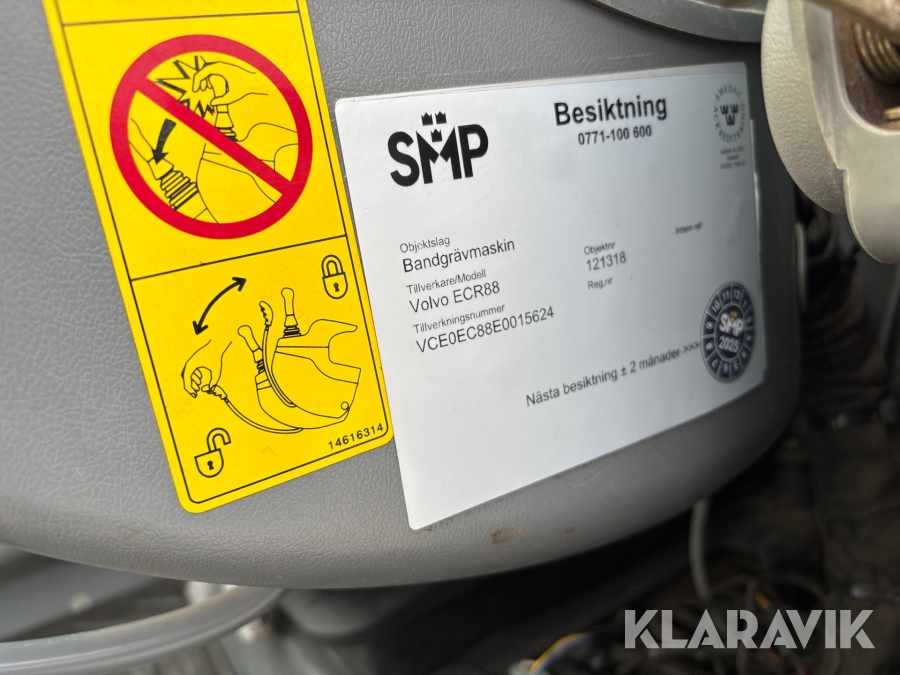 14616314
SMP
Besiktning
0771-100 600
Objektslag
Bandgrävmaskin
Tillverkare/Modell
Volvo ECR88
Tillverkningsnummer
VCE0EC88E0015624
Objektnr
121318
Reg.nr
Intern ref
Nästa besiktning ± 2 månader >>>
SMP
2025
KLARAVIK